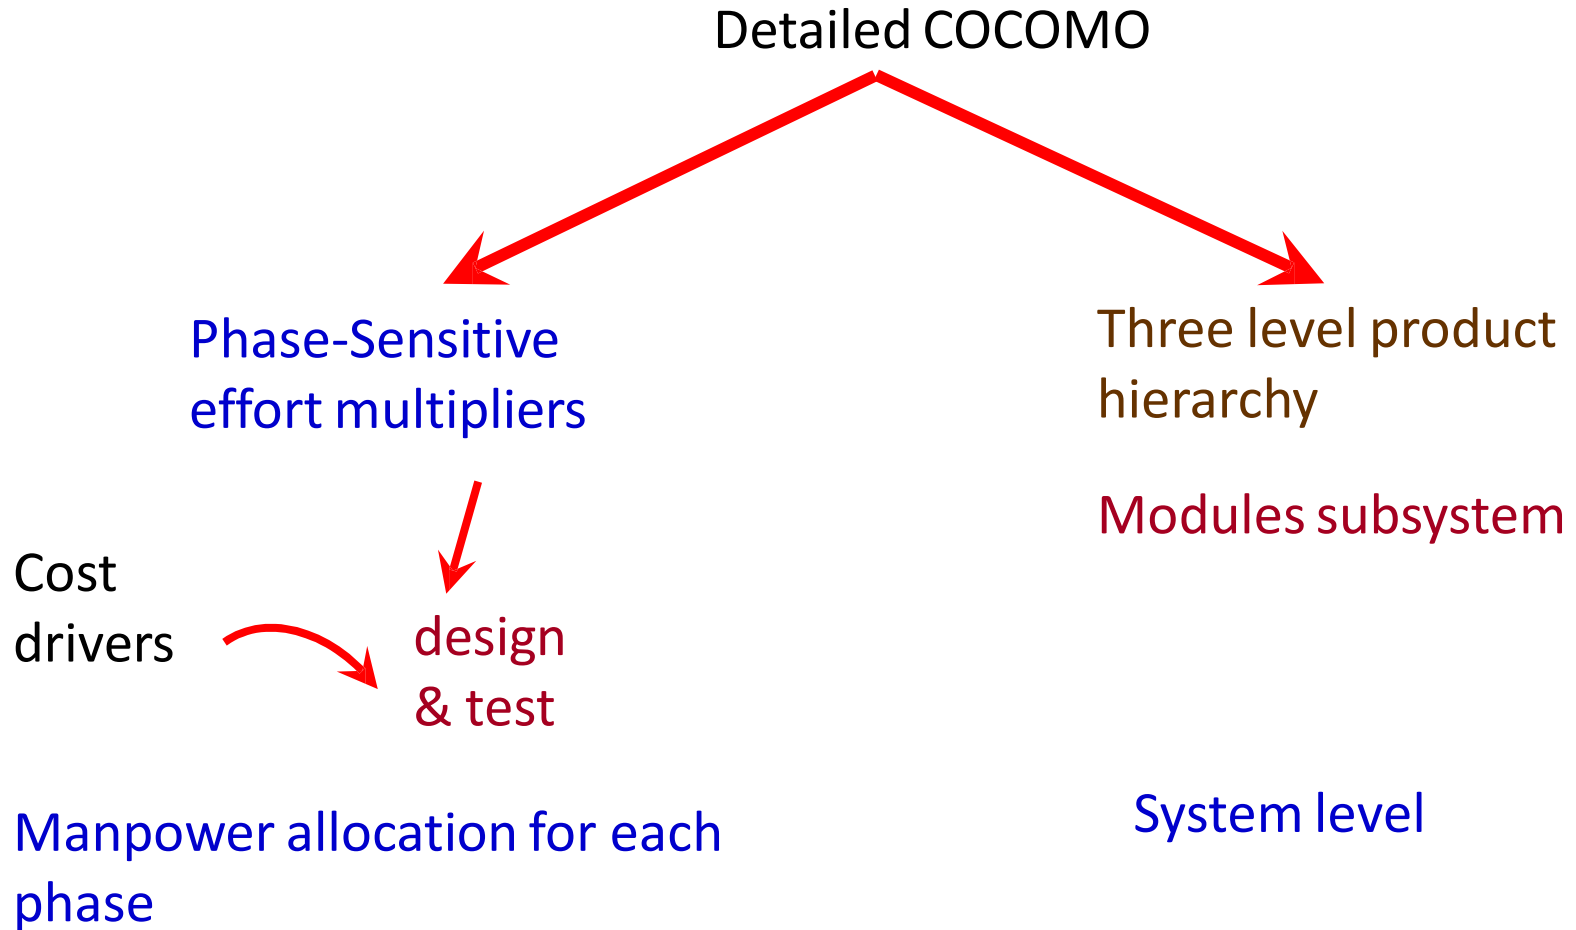 Detailed COCOMO
Phase-Sensitive
effort multipliers
Three level product
hierarchy
Modules subsystem
Cost
drivers
design
& test
System level
Manpower allocation for each
phase